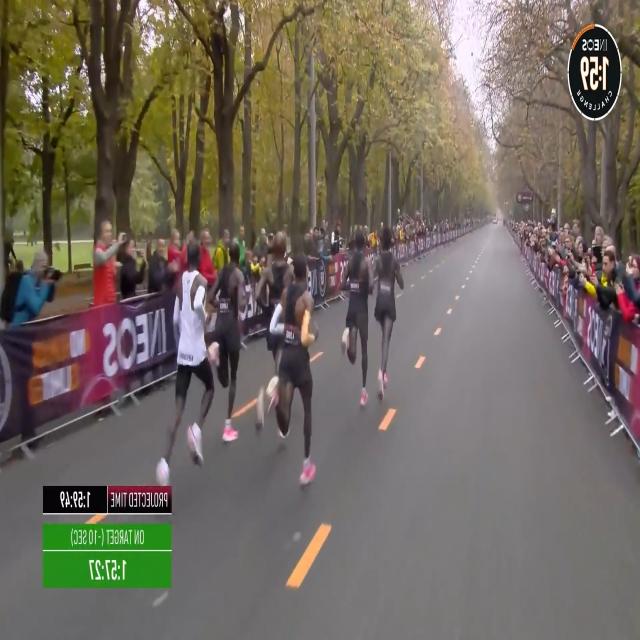 INEOS
1:59
CHALLENGE
INEOS
PROJECTED TIME 1:59:49
ON TARGET (-10 SEC)
1:57:27